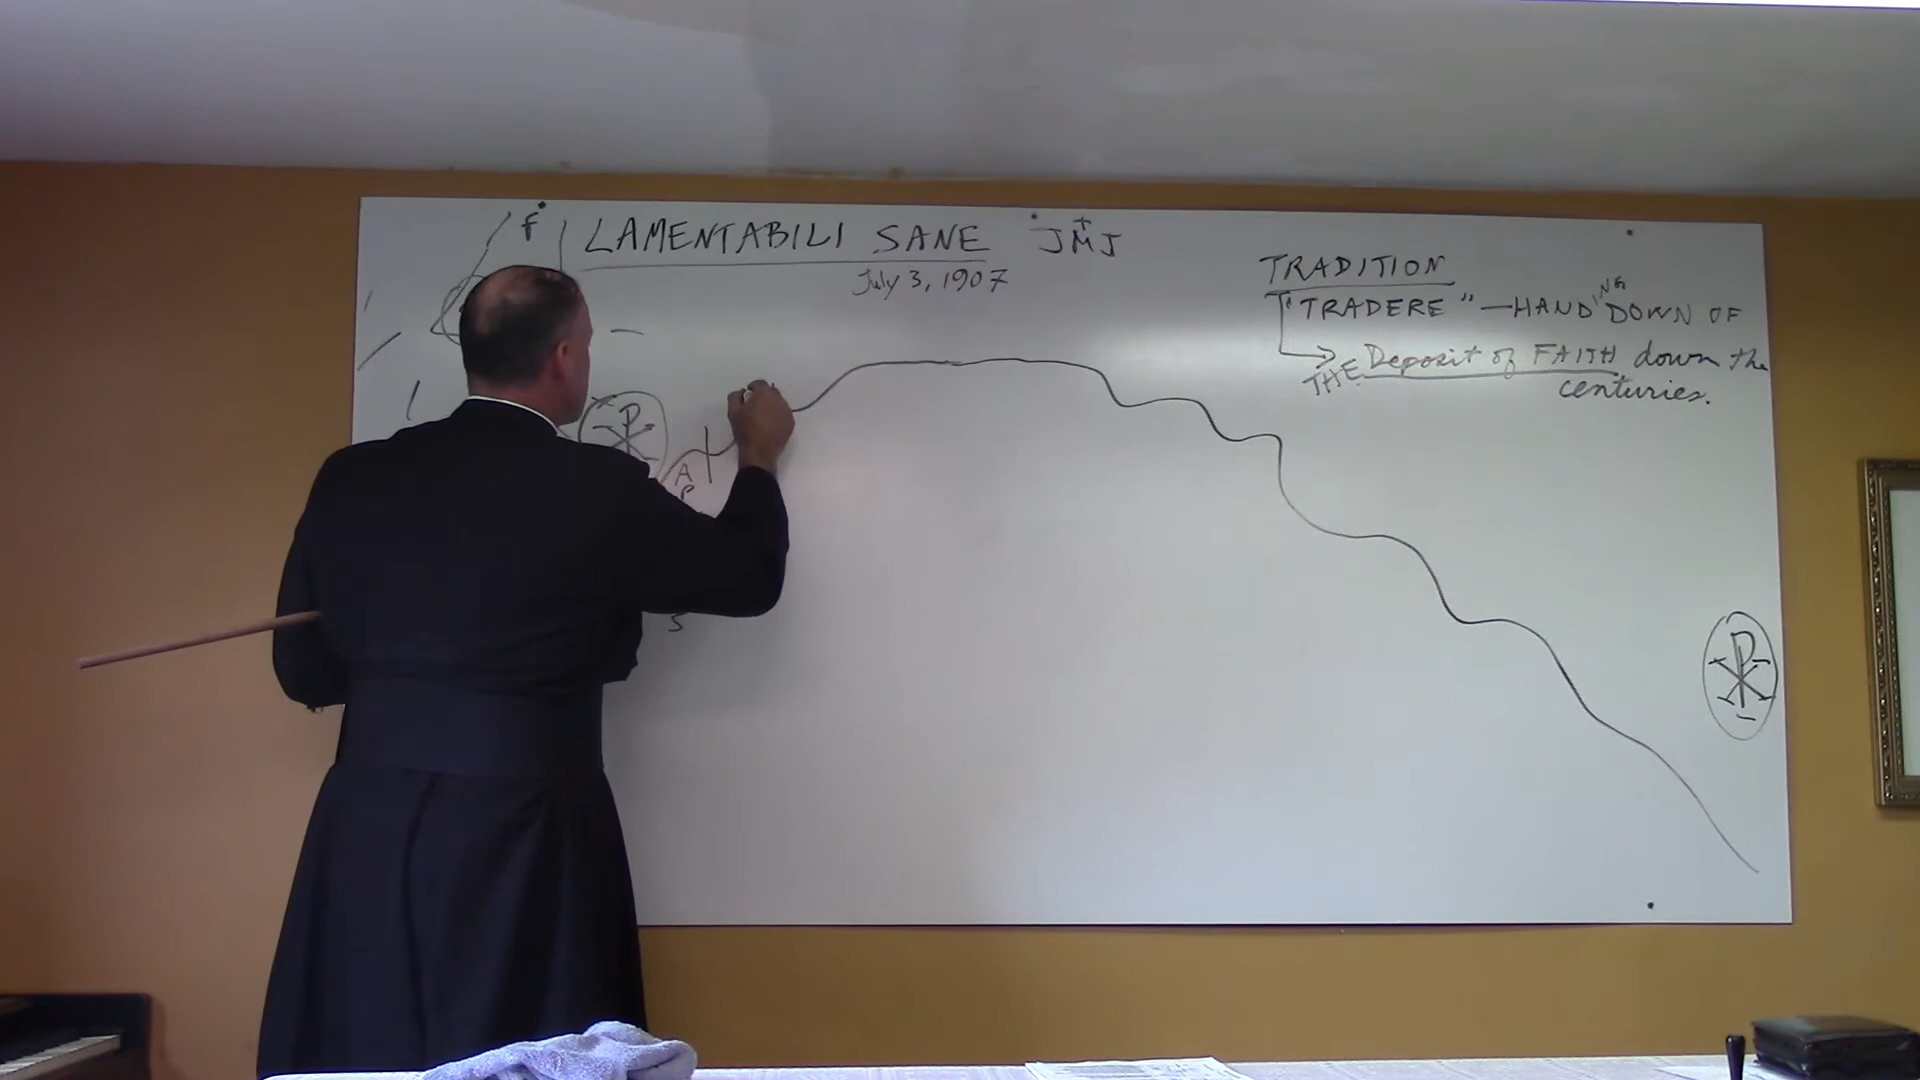 f
LAMENTABILI SANE JMJ
July 3, 1907
TRADITION
"TRADERE" — HANDING DOWN OF
THE Deposit of FAITH down the
centuries.
A
P
S